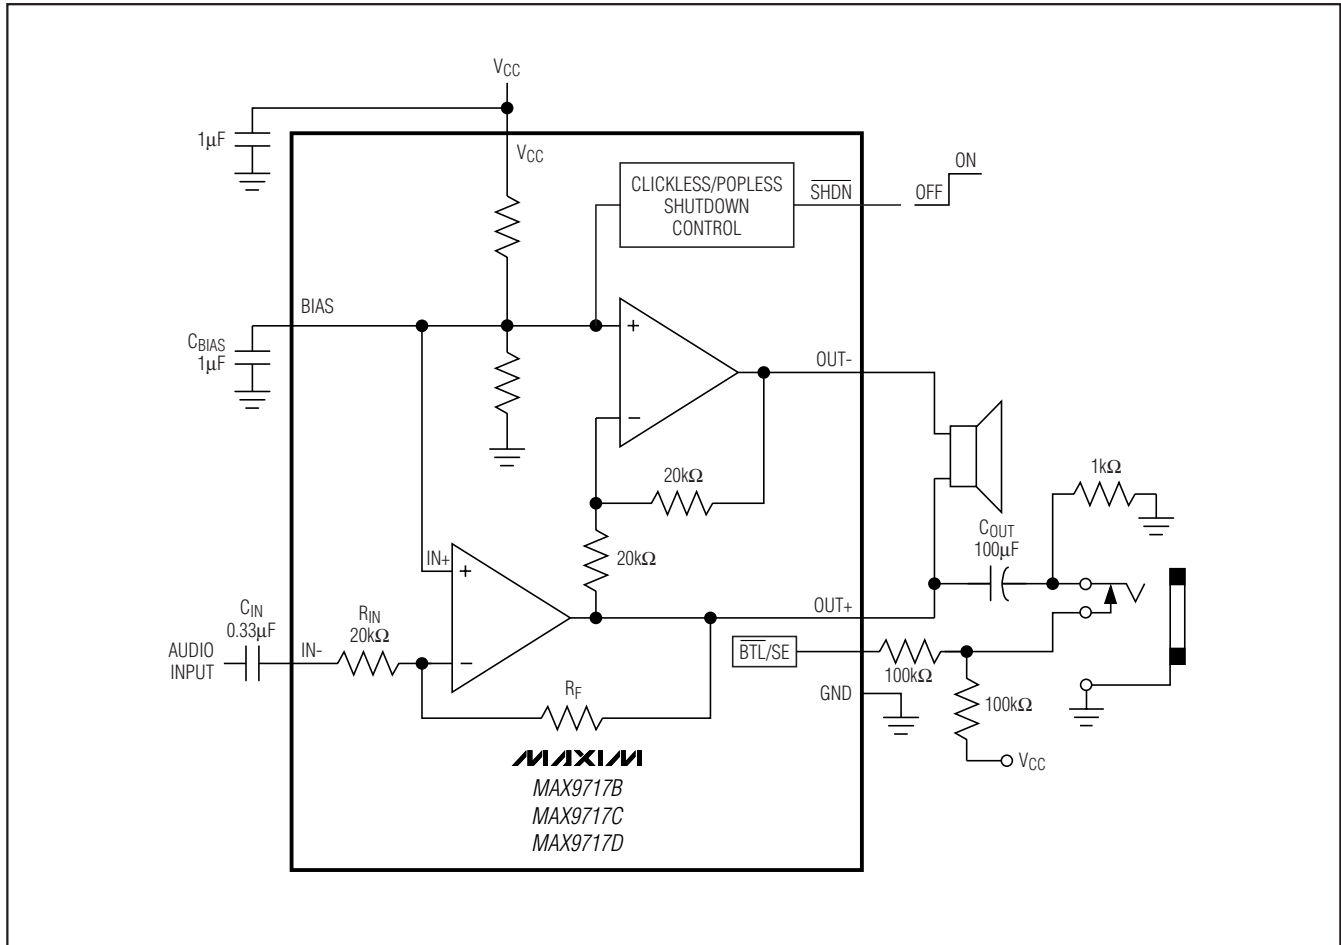 VCC
1µF
VCC
CLICKLESS/POPLESS
SHUTDOWN
CONTROL
SHDN
OFF
ON
BIAS
CBIAS
1µF
+
−
OUT-
20kΩ
20kΩ
1kΩ
COUT
100µF
IN+
+
−
OUT+
CIN
0.33µF
AUDIO
INPUT
IN-
RIN
20kΩ
RF
BTL/SE
100kΩ
100kΩ
GND
VCC
MAXIM
MAX9717B
MAX9717C
MAX9717D